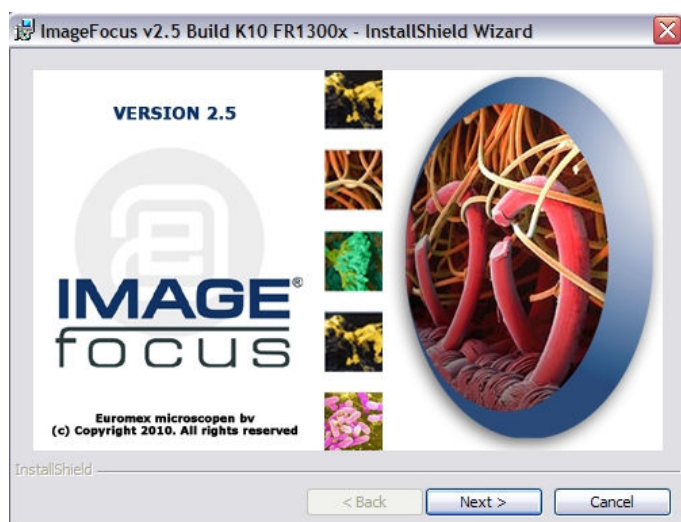 ImageFocus v2.5 Build K10 FR1300x - InstallShield Wizard
VERSION 2.5
IMAGE®
focus
Euromex microscopen bv
(c) Copyright 2010. All rights reserved
InstallShield
< Back
Next >
Cancel